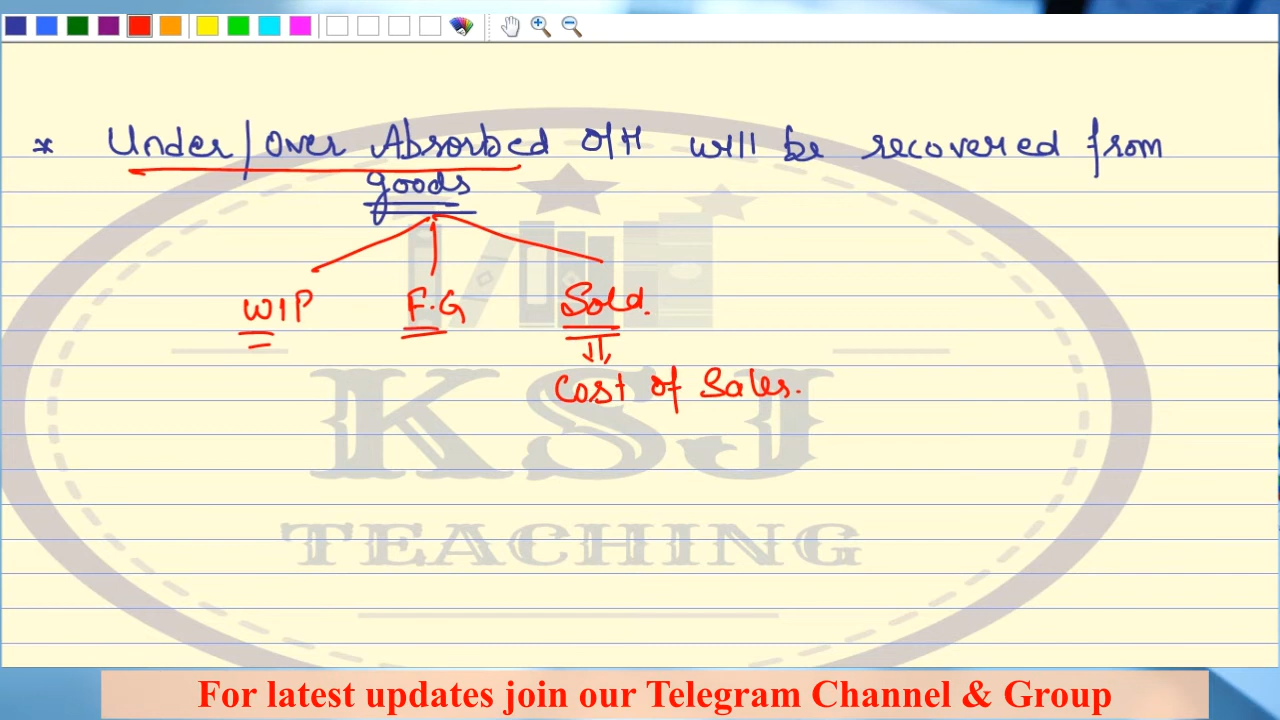 * Under/Over Absorbed O/H will be recovered from
goods
WIP F.G Sold.
Cost of Sales.
KSJ
TEACHING
For latest updates join our Telegram Channel & Group